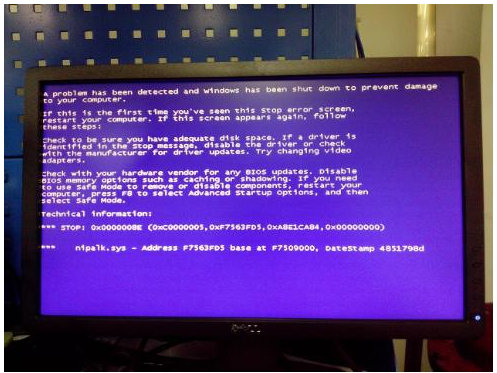 A problem has been detected and Windows has been shut down to prevent damage
to your computer.
If this is the first time you've seen this Stop error screen,
restart your computer. If this screen appears again, follow
these steps:
Check to be sure you have adequate disk space. If a driver is
identified in the Stop message, disable the driver or check
with the manufacturer for driver updates. Try changing video
adapters.
Check with your hardware vendor for any BIOS updates. Disable
BIOS memory options such as caching or shadowing. If you need
to use Safe Mode to remove or disable components, restart your
computer, press F8 to select Advanced Startup Options, and then
select Safe Mode.
Technical information:
*** STOP: 0x0000008E (0xC0000005,0xF7563FD5,0xA8E1CA84,0x00000000)
*** nipalk.sys - Address F7563FD5 base at F7509000, DateStamp 4851798d
DELL